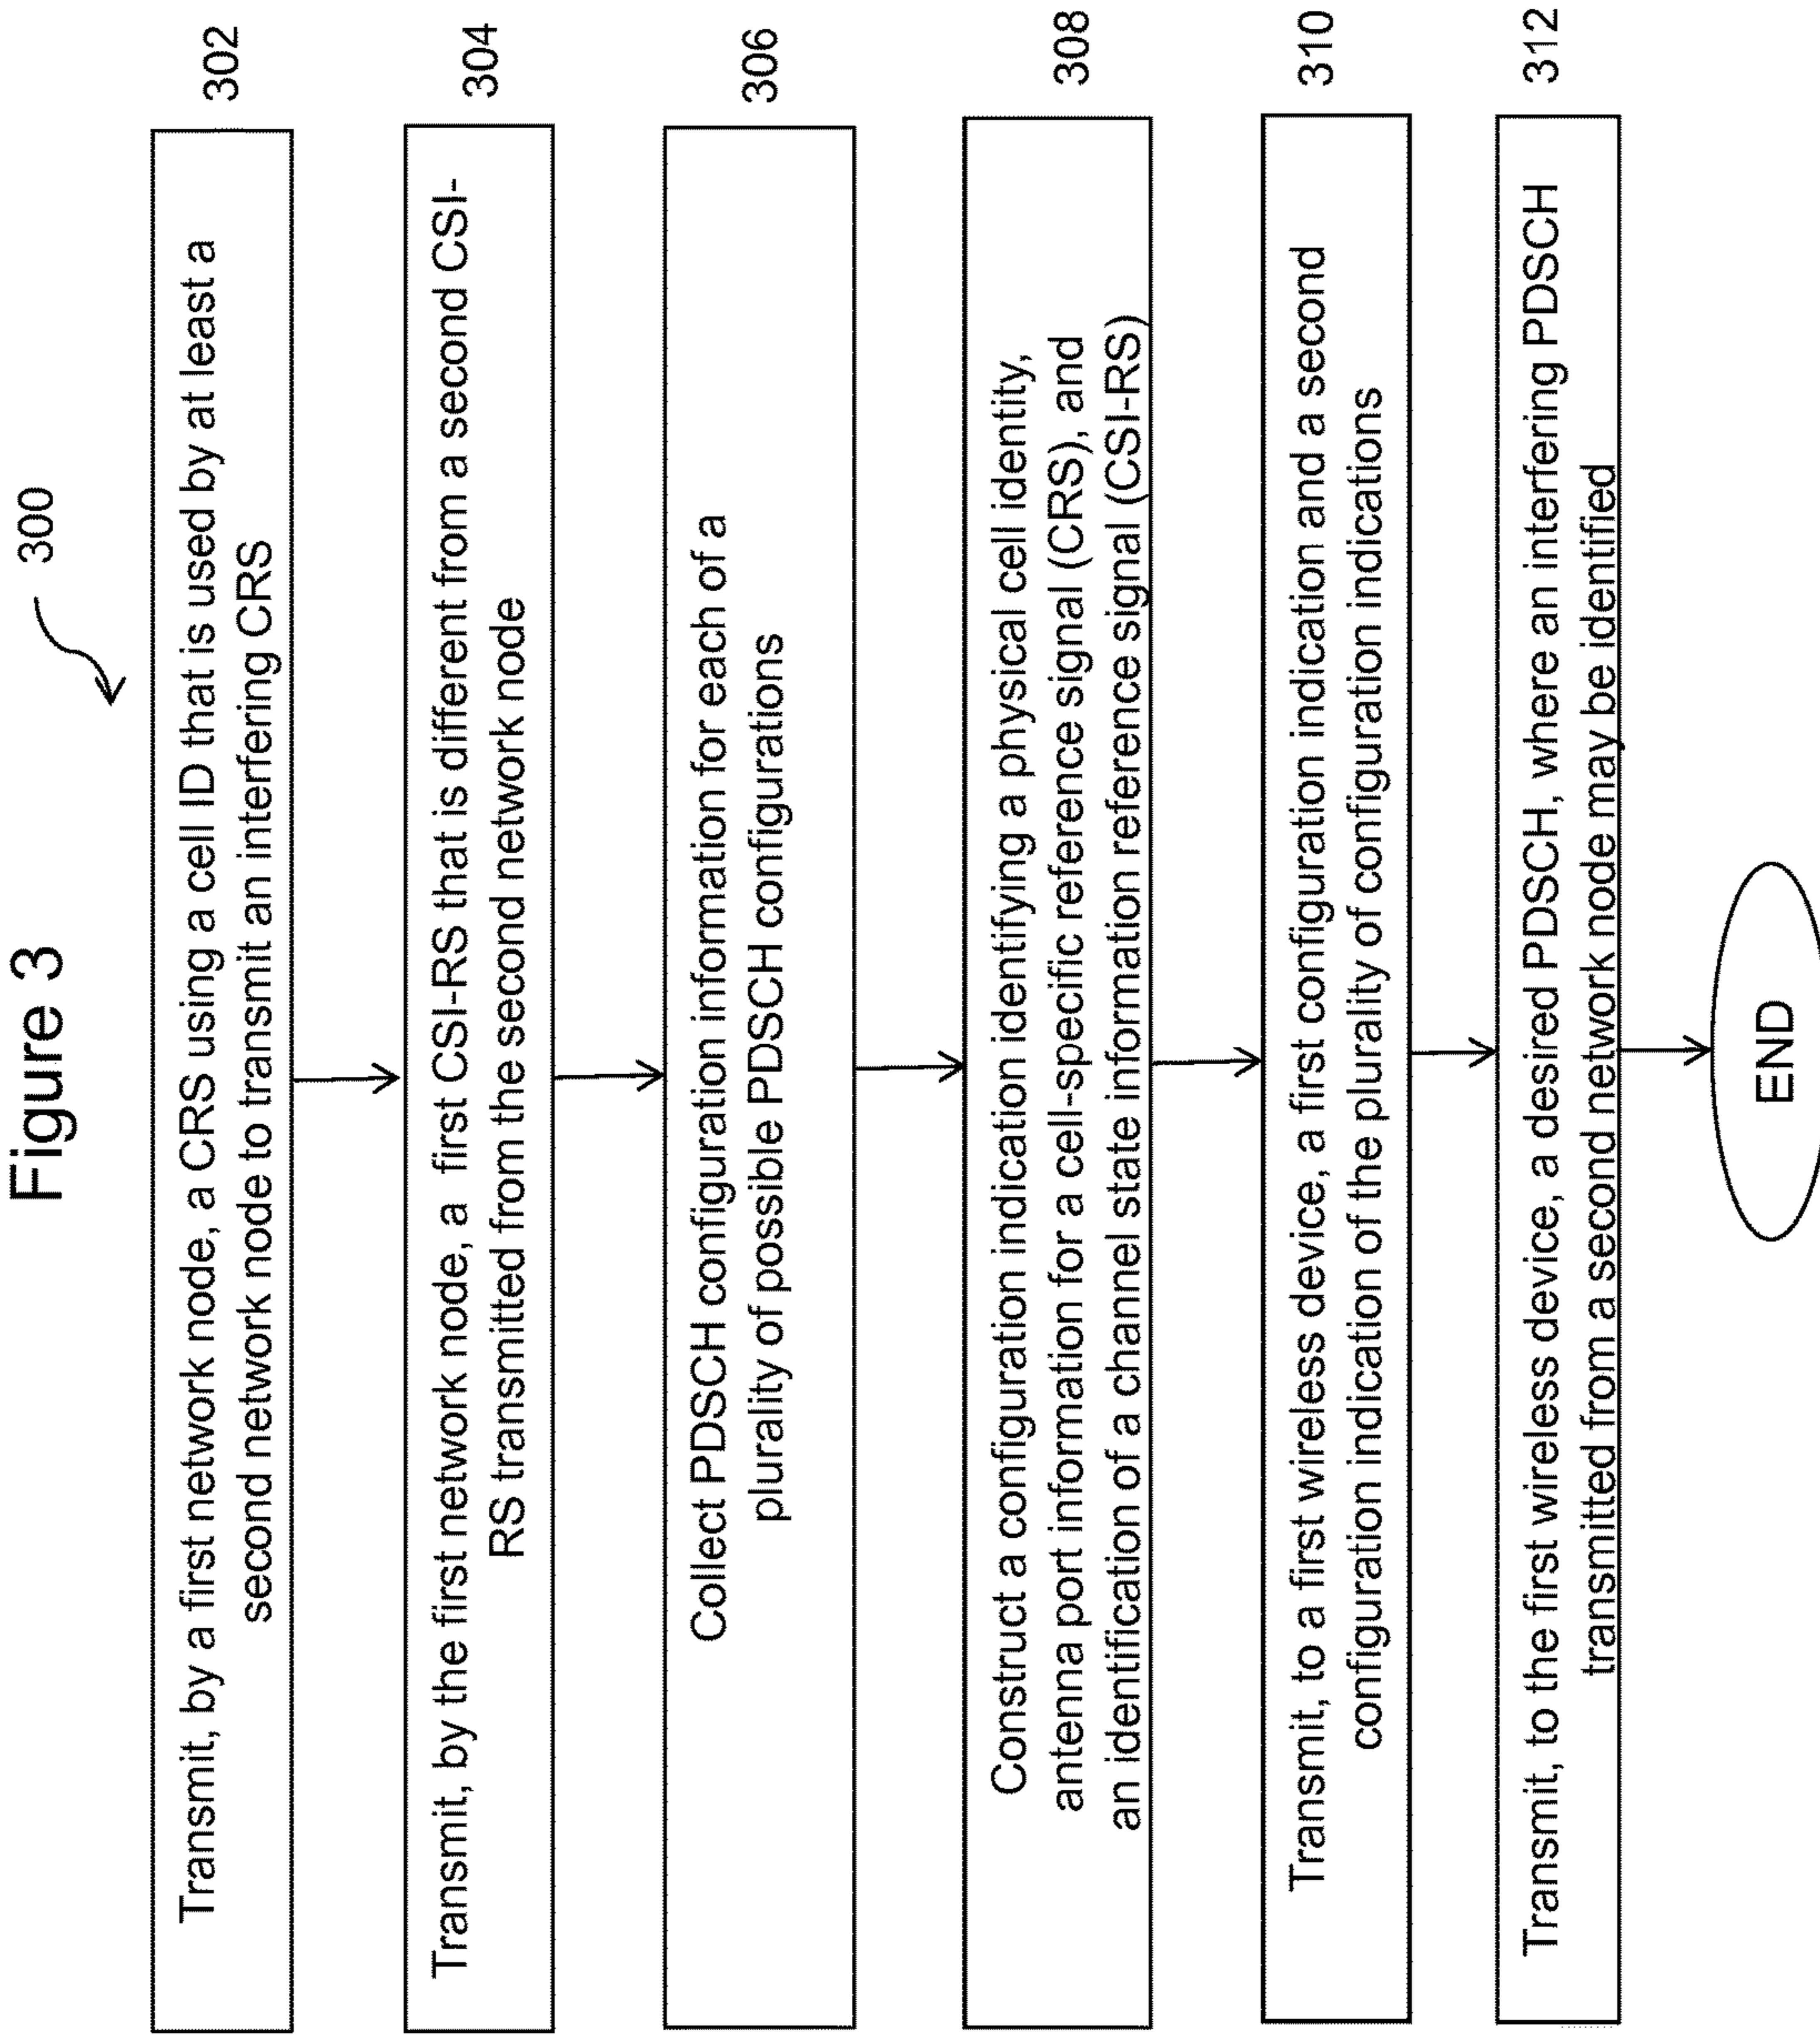 Figure 3
300
302
Transmit, by a first network node, a CRS using a cell ID that is used by at least a
second network node to transmit an interfering CRS
304
Transmit, by the first network node, a first CSI-RS that is different from a second CSI-
RS transmitted from the second network node
306
Collect PDSCH configuration information for each of a
plurality of possible PDSCH configurations
308
Construct a configuration indication identifying a physical cell identity,
antenna port information for a cell-specific reference signal (CRS), and
an identification of a channel state information reference signal (CSI-RS)
310
Transmit, to a first wireless device, a first configuration indication and a second
configuration indication of the plurality of configuration indications
312
Transmit, to the first wireless device, a desired PDSCH, where an interfering PDSCH
transmitted from a second network node may be identified
END